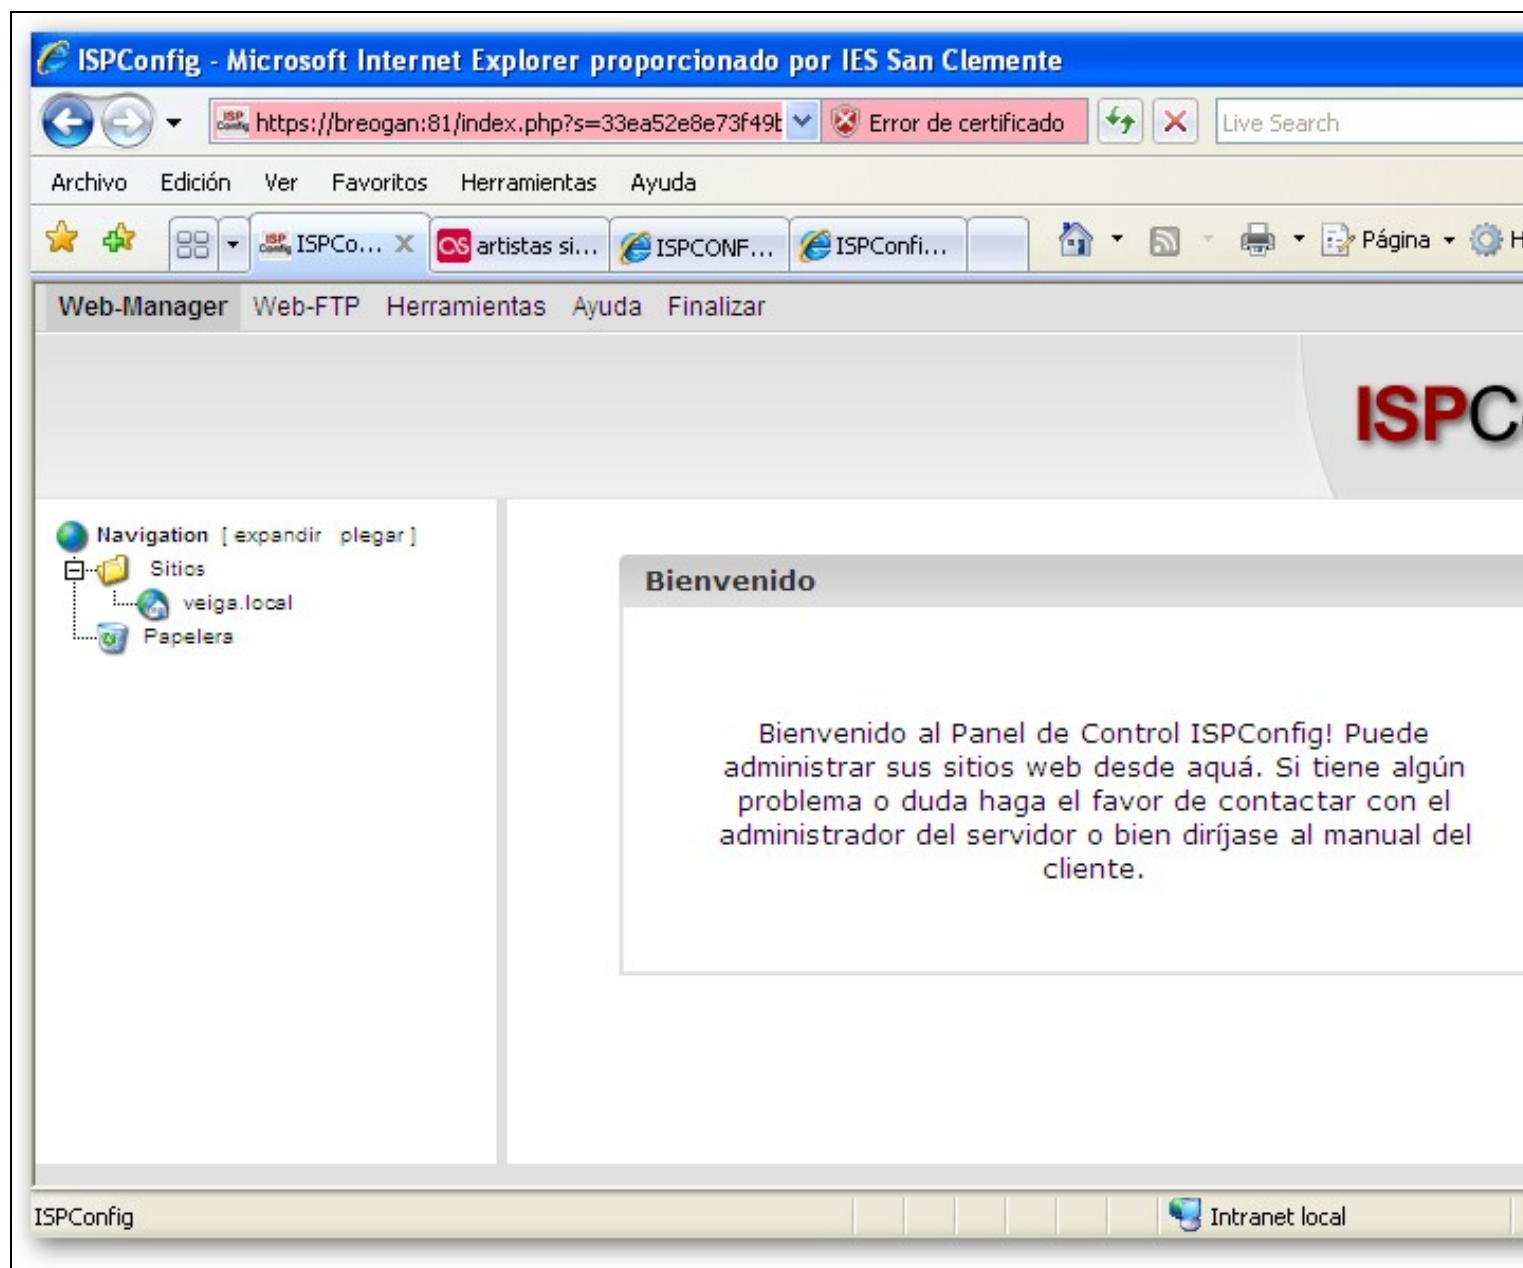 ISPConfig - Microsoft Internet Explorer proporcionado por IES San Clemente
https://breogan:81/index.php?s=33ea52e8e73f49b Error de certificado Live Search
Archivo Edición Ver Favoritos Herramientas Ayuda
ISPCo... artistas si... ISPCONF... ISPConfi... Página H
Web-Manager Web-FTP Herramientas Ayuda Finalizar
ISPCo
Navigation [ expandir plegar ]
Sitios
veiga.local
Papelera
Bienvenido
Bienvenido al Panel de Control ISPConfig! Puede
administrar sus sitios web desde aquá. Si tiene algún
problema o duda haga el favor de contactar con el
administrador del servidor o bien diríjase al manual del
cliente.
ISPConfig Intranet local